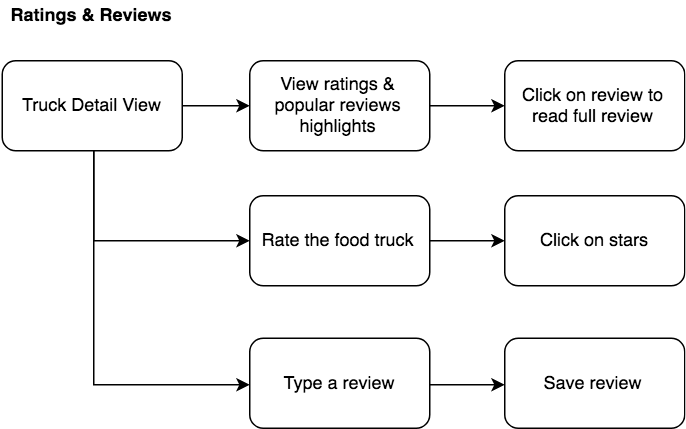 Ratings & Reviews
Truck Detail View
View ratings &
popular reviews
highlights
Click on review to
read full review
Rate the food truck
Click on stars
Type a review
Save review